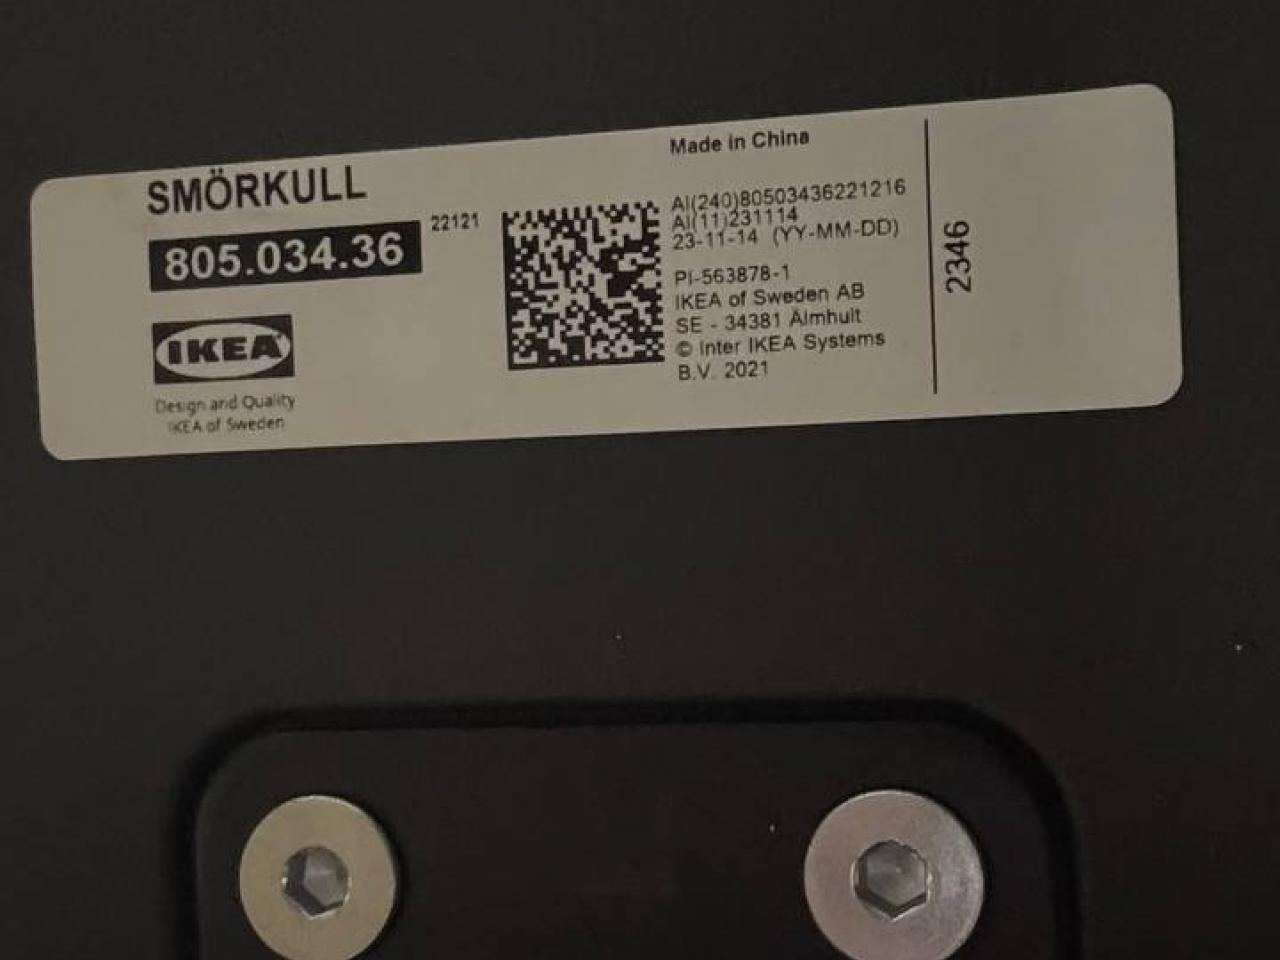 SMÖRKULL
805.034.36
22121
IKEA
Design and Quality
IKEA of Sweden
Made in China
AI(240)80503436221216
AI(11)231114
23-11-14 (YY-MM-DD)
PI-563878-1
IKEA of Sweden AB
SE - 34381 Älmhult
© Inter IKEA Systems
B.V. 2021
2346